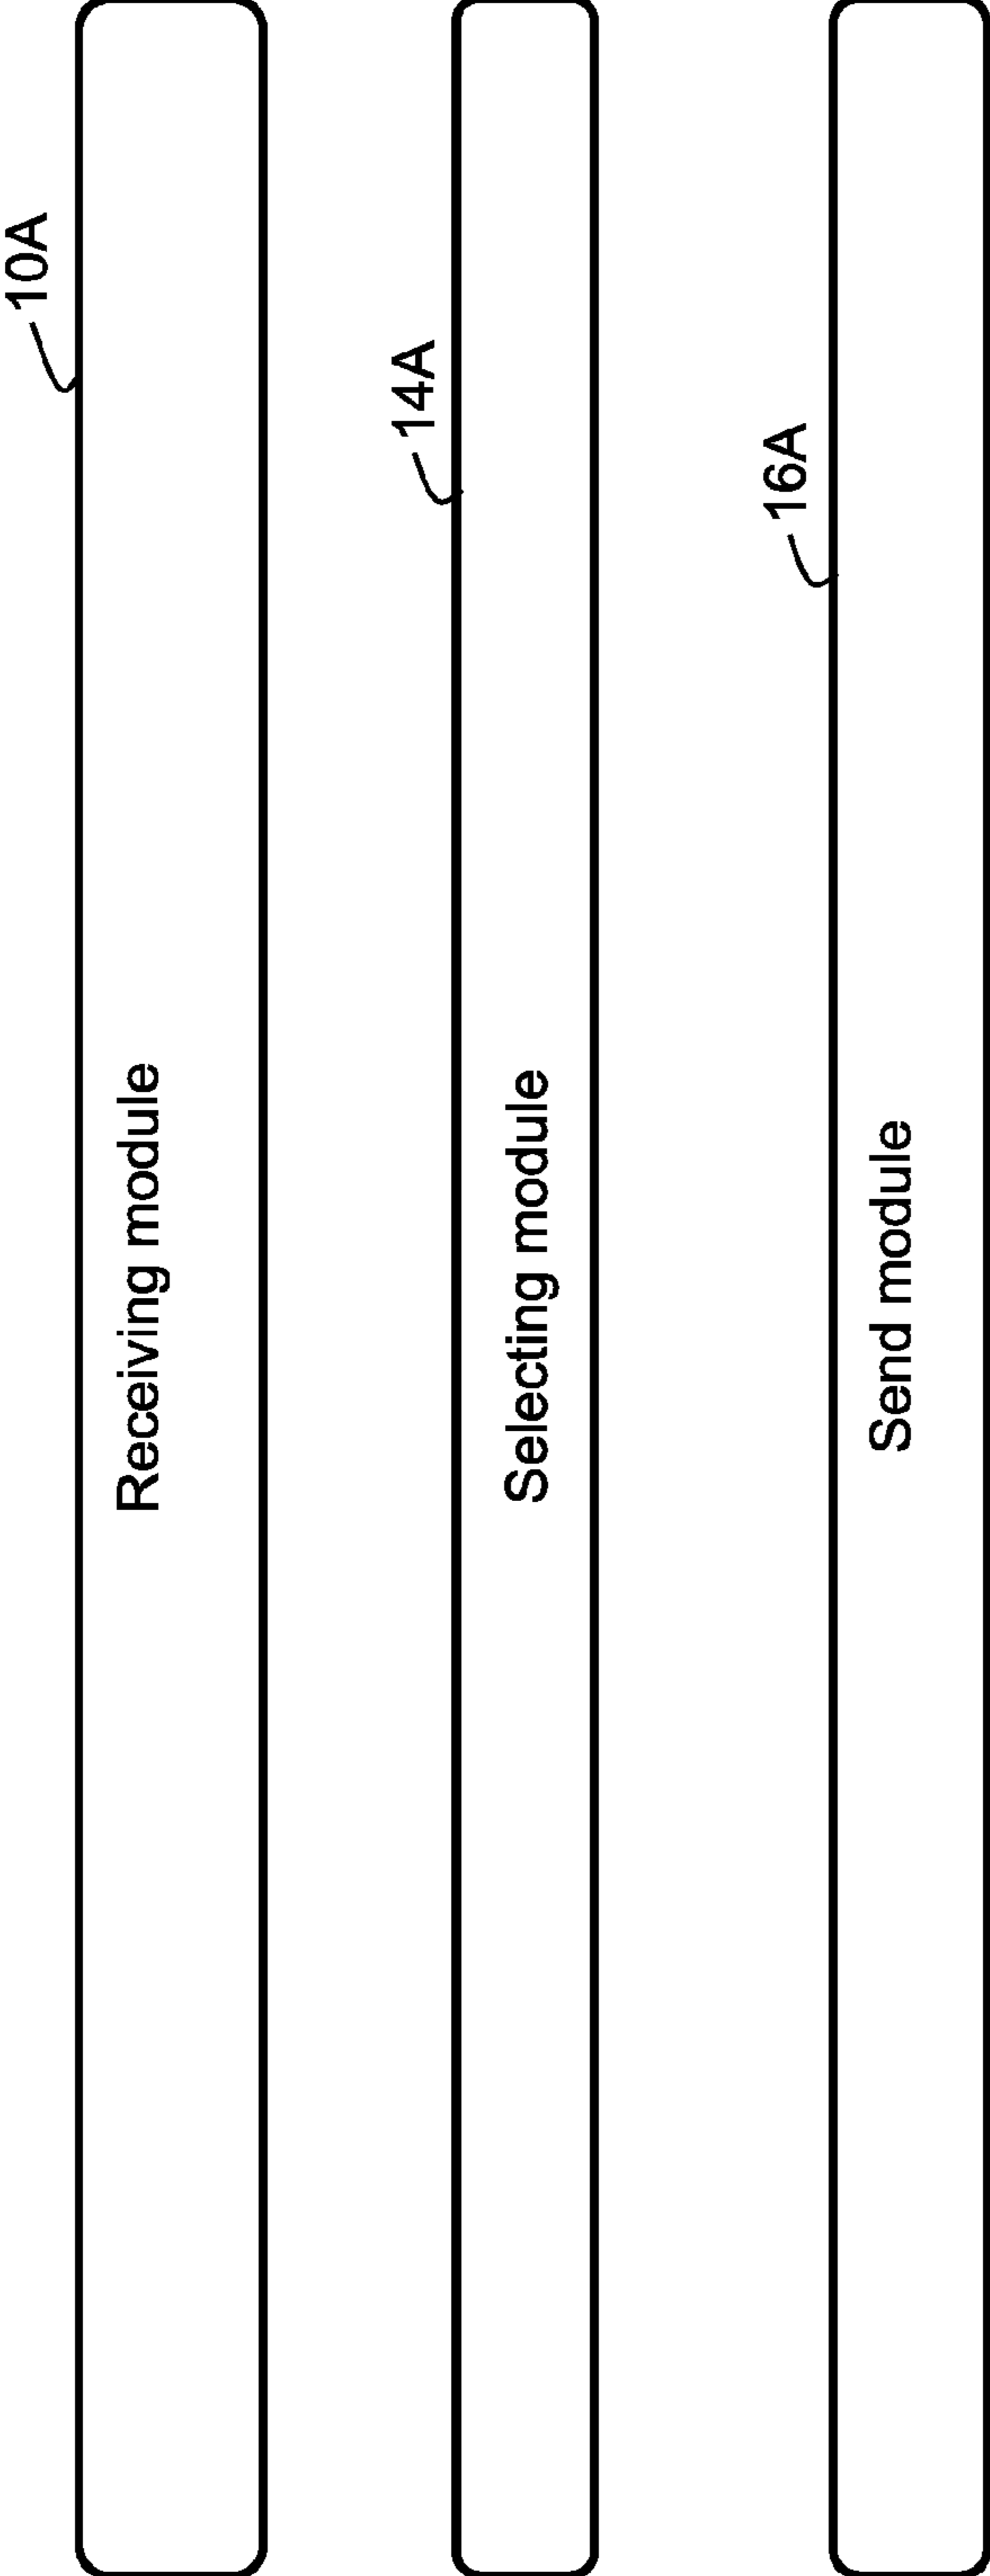 10A
Receiving module
14A
Selecting module
16A
Send module